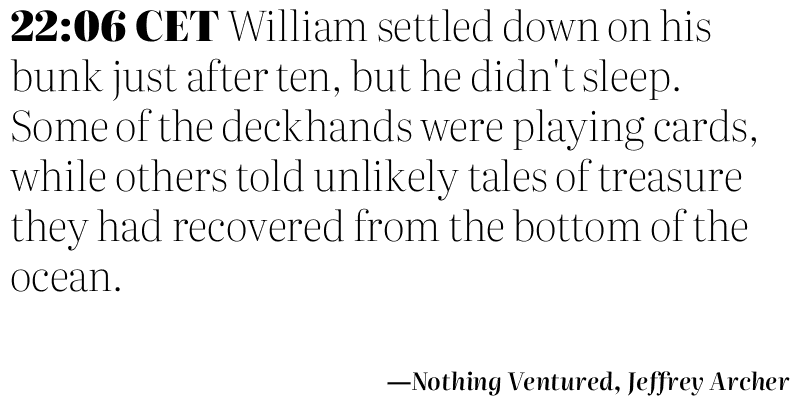 22:06 CET William settled down on his
bunk just after ten, but he didn't sleep.
Some of the deckhands were playing cards,
while others told unlikely tales of treasure
they had recovered from the bottom of the
ocean.
—Nothing Ventured, Jeffrey Archer